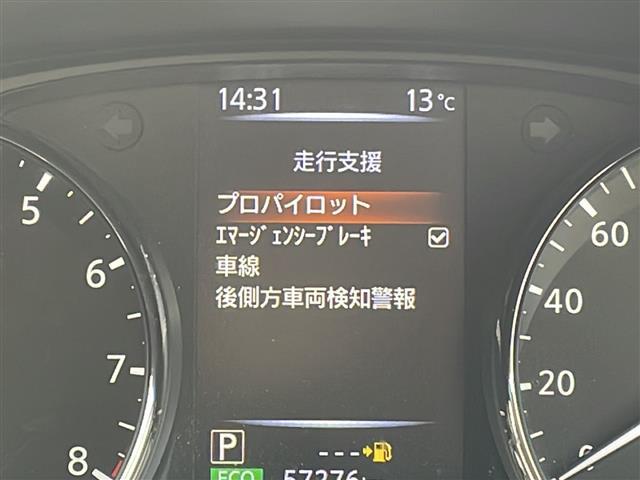 14:31 13℃
走行支援
プロパイロット
ｴﾏｰｼﾞｪﾝｼｰﾌﾞﾚｰｷ
車線
後側方車両検知警報
5
6
7
8
60
40
20
0
P ---
ECO 57276